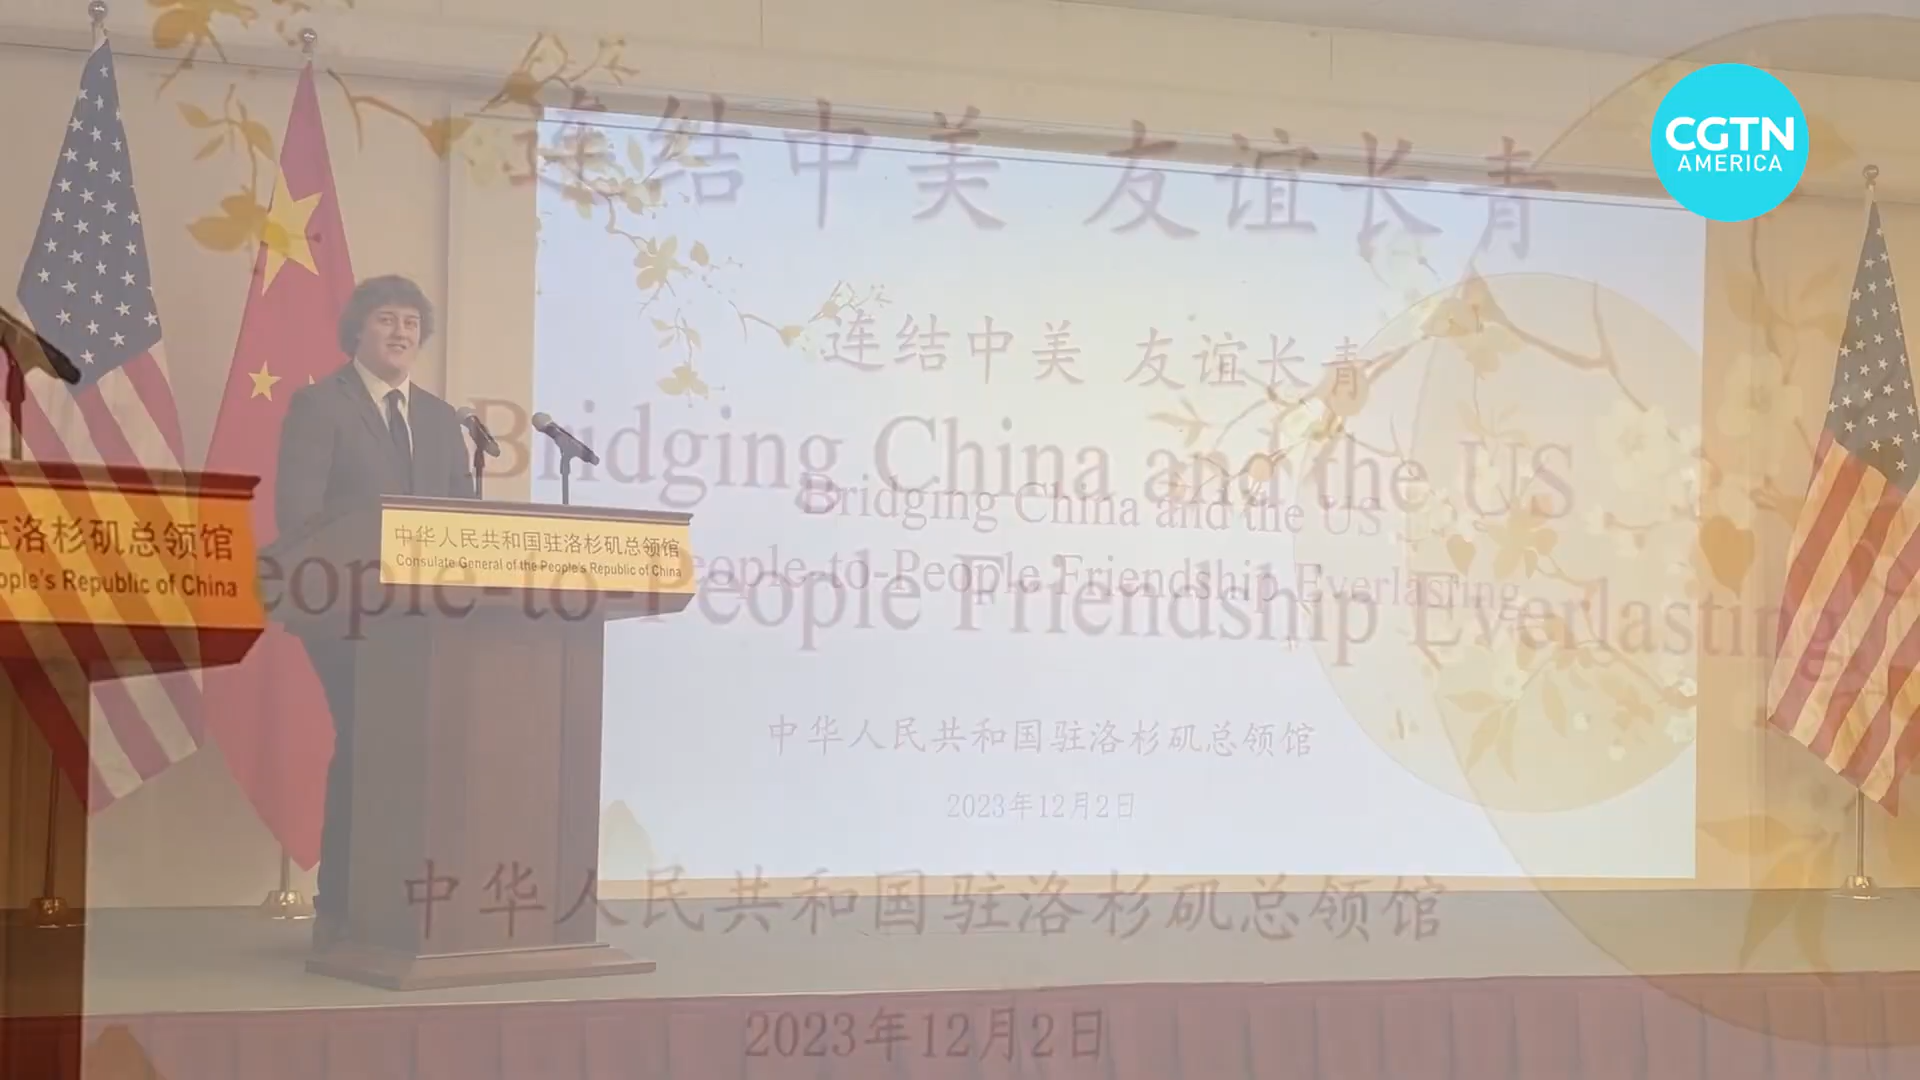 CGTN
AMERICA
连结中美 友谊长青
连结中美 友谊长青
Bridging China and the US
Bridging China and the US
People-to-People Friendship Everlasting
eople-to-People Friendship Everlasting
中华人民共和国驻洛杉矶总领馆
Consulate General of the People's Republic of China
驻洛杉矶总领馆
ople's Republic of China
中华人民共和国驻洛杉矶总领馆
2023年12月2日
中华人民共和国驻洛杉矶总领馆
2023年12月2日